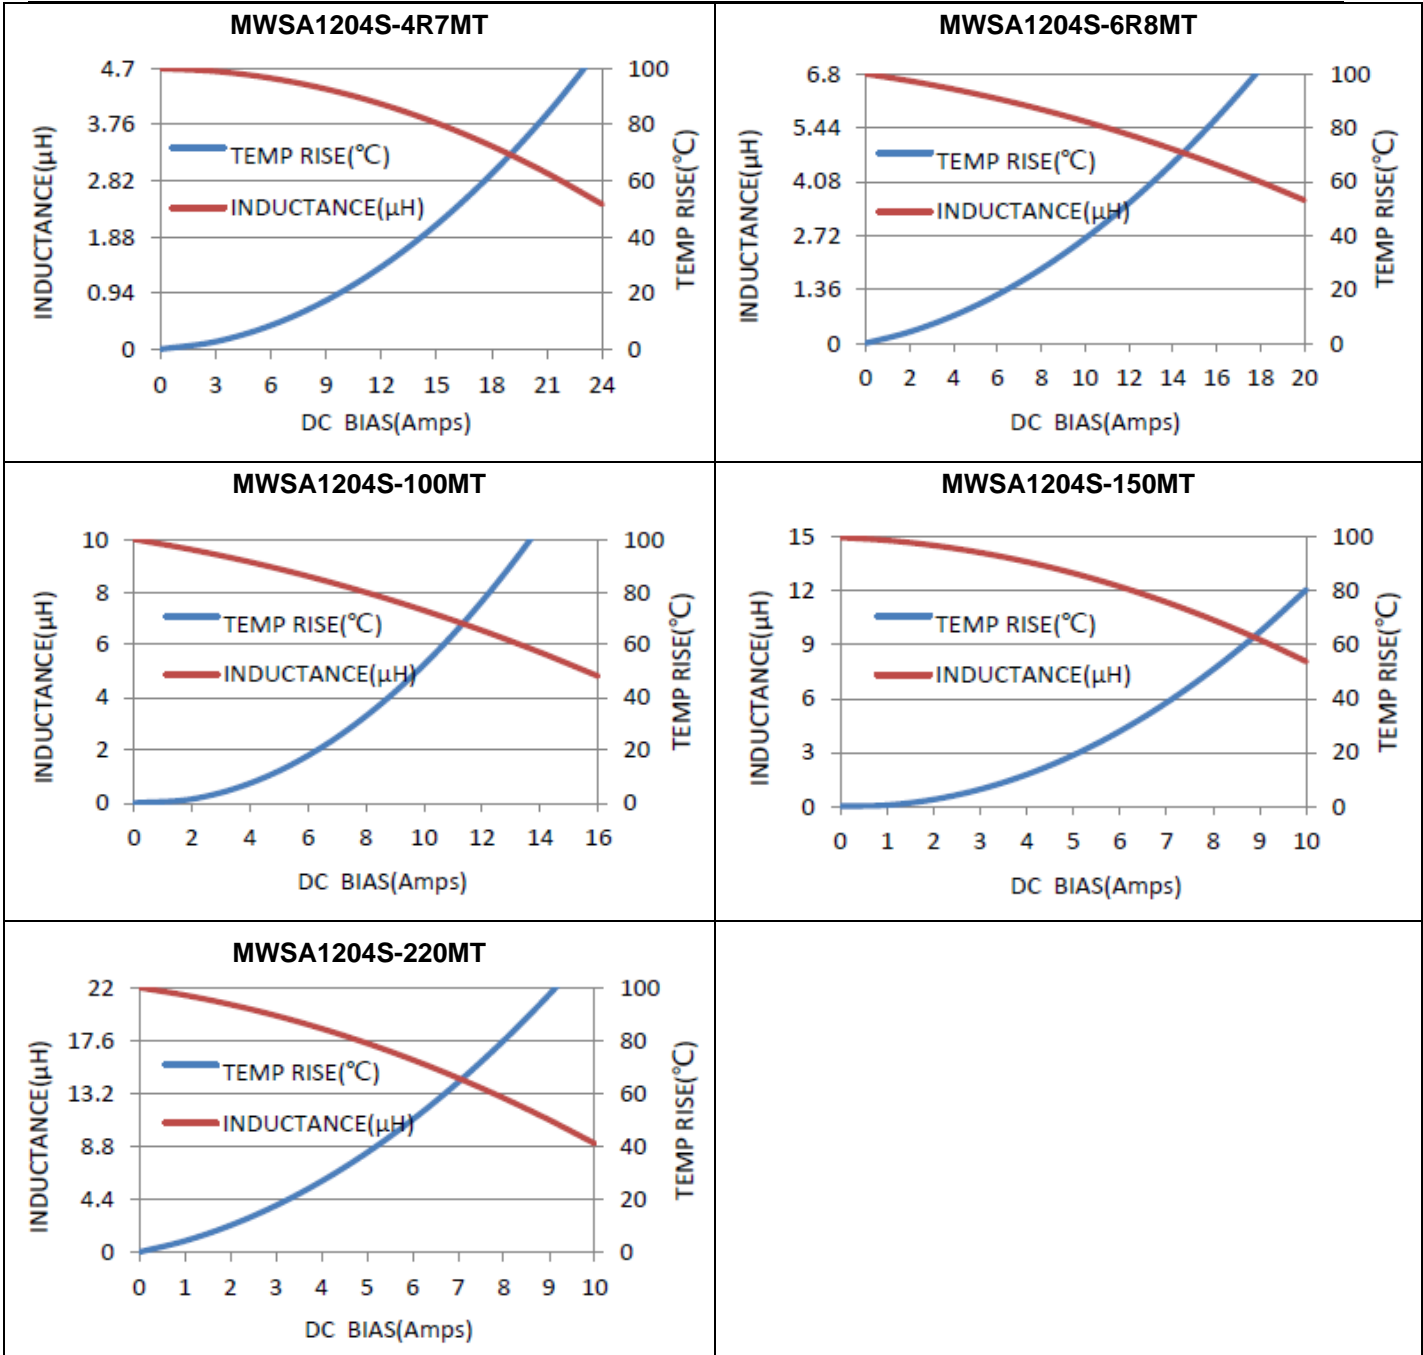 MWSA1204S-4R7MT
4.7
3.76
2.82
1.88
0.94
0
100
80
60
40
20
0
INDUCTANCE(µH)
TEMP RISE(℃)
TEMP RISE(℃)
INDUCTANCE(µH)
0 3 6 9 12 15 18 21 24
DC BIAS(Amps)
MWSA1204S-6R8MT
6.8
5.44
4.08
2.72
1.36
0
100
80
60
40
20
0
INDUCTANCE(µH)
TEMP RISE(℃)
TEMP RISE(℃)
INDUCTANCE(µH)
0 2 4 6 8 10 12 14 16 18 20
DC BIAS(Amps)
MWSA1204S-100MT
10
8
6
4
2
0
100
80
60
40
20
0
INDUCTANCE(µH)
TEMP RISE(℃)
TEMP RISE(℃)
INDUCTANCE(µH)
0 2 4 6 8 10 12 14 16
DC BIAS(Amps)
MWSA1204S-150MT
15
12
9
6
3
0
100
80
60
40
20
0
INDUCTANCE(µH)
TEMP RISE(℃)
TEMP RISE(℃)
INDUCTANCE(µH)
0 1 2 3 4 5 6 7 8 9 10
DC BIAS(Amps)
MWSA1204S-220MT
22
17.6
13.2
8.8
4.4
0
100
80
60
40
20
0
INDUCTANCE(µH)
TEMP RISE(℃)
TEMP RISE(℃)
INDUCTANCE(µH)
0 1 2 3 4 5 6 7 8 9 10
DC BIAS(Amps)